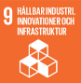 9 HÅLLBAR INDUSTRI,
INNOVATIONER OCH
INFRASTRUKTUR